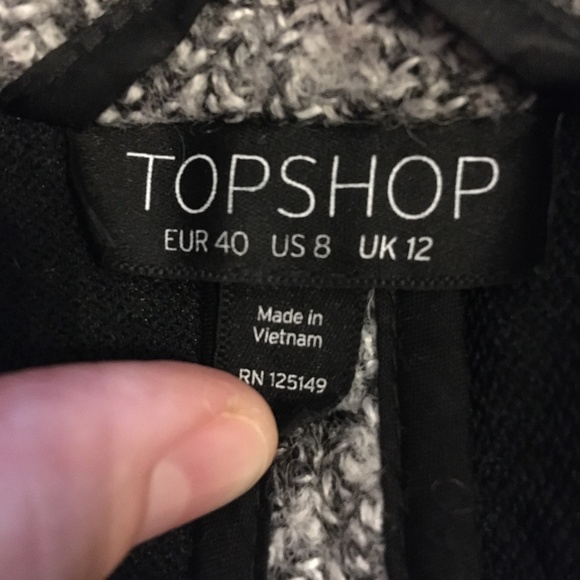 TOPSHOP
EUR 40 US 8 UK 12
Made in
Vietnam
RN 125149